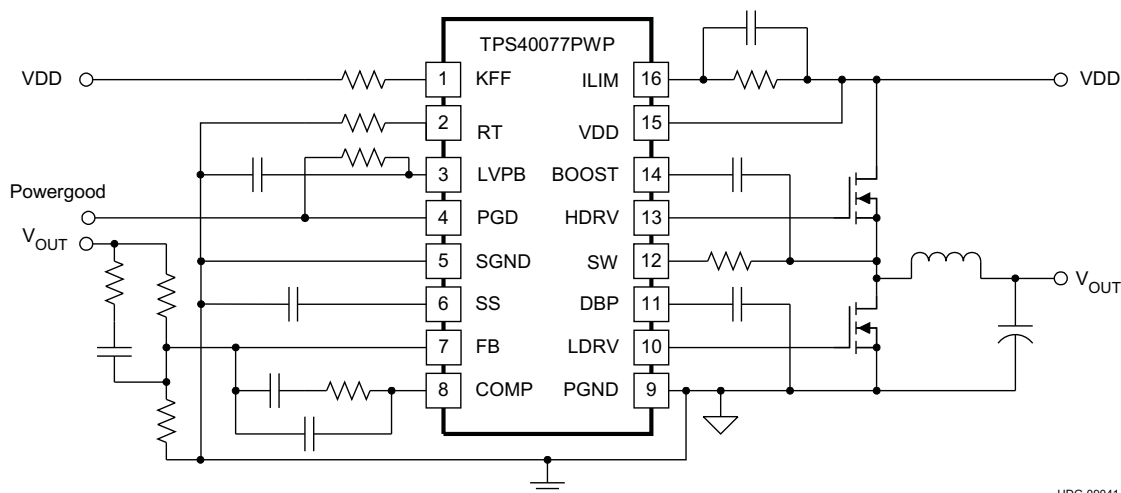 TPS40077PWP
VDD
1
KFF
ILIM
16
VDD
2
RT
VDD
15
3
LVPB
BOOST
14
Powergood
4
PGD
HDRV
13
VOUT
5
SGND
SW
12
VOUT
6
SS
DBP
11
7
FB
LDRV
10
8
COMP
PGND
9